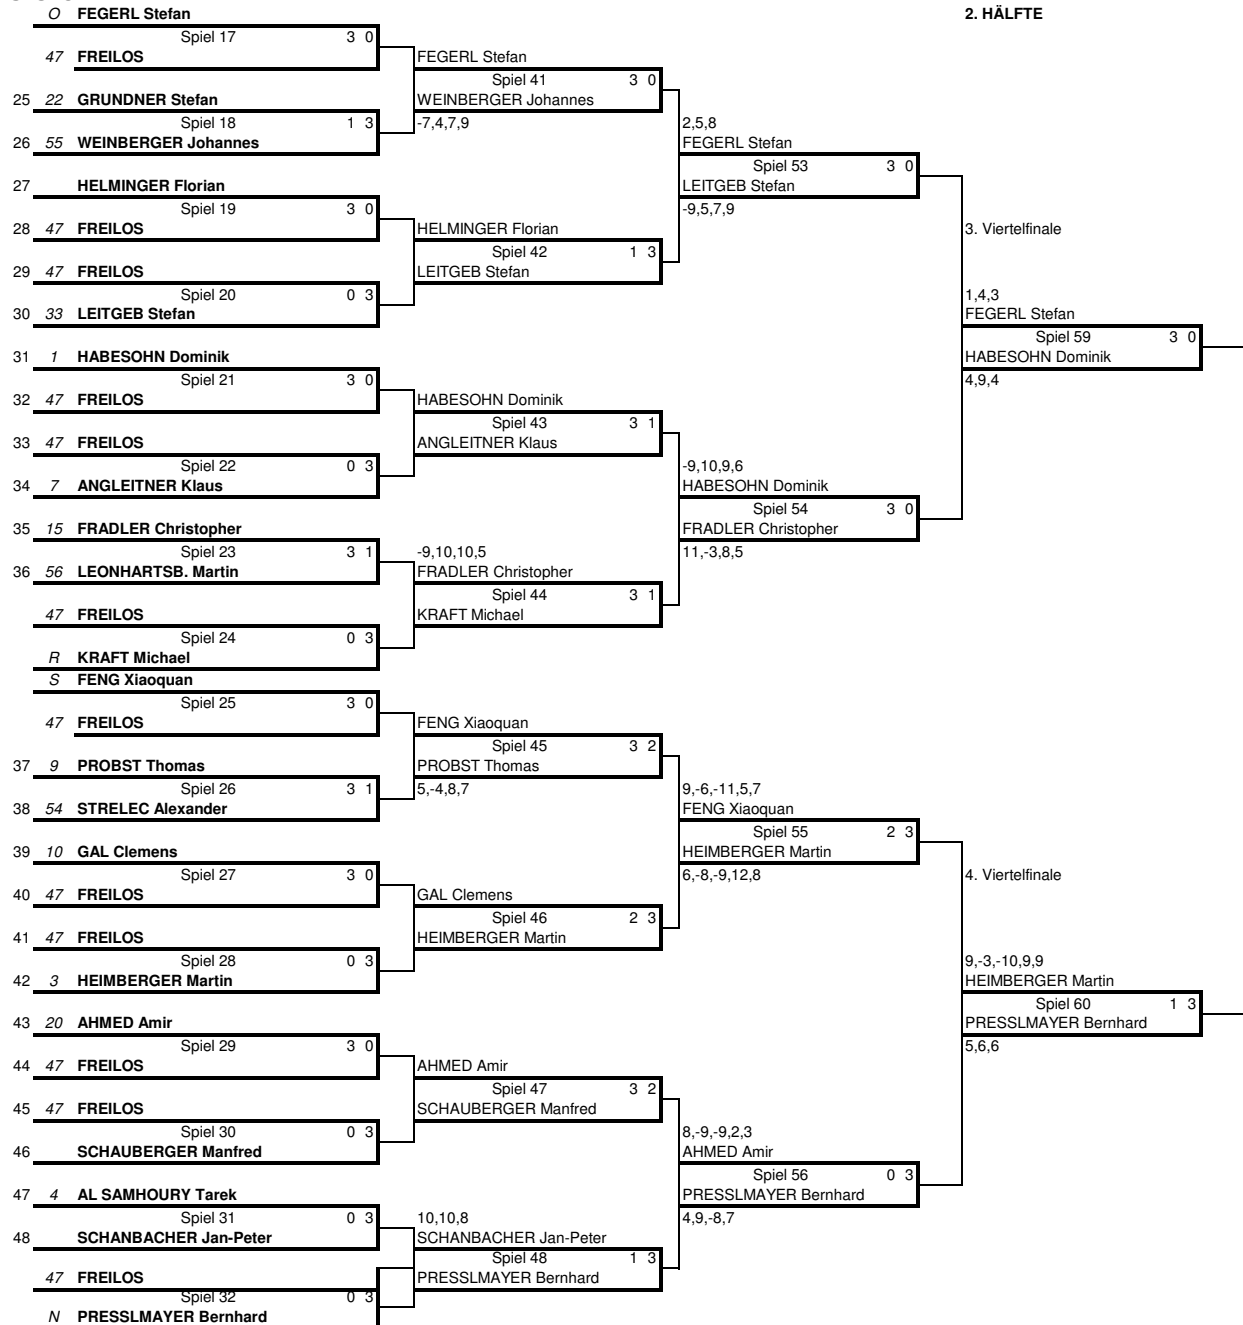 2. HÄLFTE
O FEGERL Stefan
Spiel 17 3 0
47 FREILOS
FEGERL Stefan
Spiel 41 3 0
25 22 GRUNDNER Stefan
WEINBERGER Johannes
Spiel 18 1 3
-7,4,7,9
2,5,8
26 55 WEINBERGER Johannes
FEGERL Stefan
Spiel 53 3 0
27 HELMINGER Florian
LEITGEB Stefan
Spiel 19 3 0
-9,5,7,9
28 47 FREILOS
HELMINGER Florian
3. Viertelfinale
Spiel 42 1 3
29 47 FREILOS
LEITGEB Stefan
Spiel 20 0 3
1,4,3
30 33 LEITGEB Stefan
FEGERL Stefan
Spiel 59 3 0
31 1 HABESOHN Dominik
HABESOHN Dominik
Spiel 21 3 0
4,9,4
32 47 FREILOS
HABESOHN Dominik
Spiel 43 3 1
33 47 FREILOS
ANGLEITNER Klaus
Spiel 22 0 3
-9,10,9,6
34 7 ANGLEITNER Klaus
HABESOHN Dominik
Spiel 54 3 0
35 15 FRADLER Christopher
FRADLER Christopher
Spiel 23 3 1
-9,10,10,5
11,-3,8,5
36 56 LEONHARTSB. Martin
FRADLER Christopher
Spiel 44 3 1
47 FREILOS
KRAFT Michael
Spiel 24 0 3
R KRAFT Michael
S FENG Xiaoquan
Spiel 25 3 0
47 FREILOS
FENG Xiaoquan
Spiel 45 3 2
37 9 PROBST Thomas
PROBST Thomas
Spiel 26 3 1
5,-4,8,7
9,-6,-11,5,7
38 54 STRELEC Alexander
FENG Xiaoquan
Spiel 55 2 3
39 10 GAL Clemens
HEIMBERGER Martin
Spiel 27 3 0
6,-8,-9,12,8
4. Viertelfinale
40 47 FREILOS
GAL Clemens
Spiel 46 2 3
41 47 FREILOS
HEIMBERGER Martin
Spiel 28 0 3
9,-3,-10,9,9
42 3 HEIMBERGER Martin
HEIMBERGER Martin
Spiel 60 1 3
43 20 AHMED Amir
PRESSLMAYER Bernhard
Spiel 29 3 0
5,6,6
44 47 FREILOS
AHMED Amir
Spiel 47 3 2
45 47 FREILOS
SCHAUBERGER Manfred
Spiel 30 0 3
8,-9,-9,2,3
46 SCHAUBERGER Manfred
AHMED Amir
Spiel 56 0 3
47 4 AL SAMHOURY Tarek
PRESSLMAYER Bernhard
Spiel 31 0 3
10,10,8
4,9,-8,7
48 SCHANBACHER Jan-Peter
SCHANBACHER Jan-Peter
Spiel 48 1 3
47 FREILOS
PRESSLMAYER Bernhard
Spiel 32 0 3
N PRESSLMAYER Bernhard